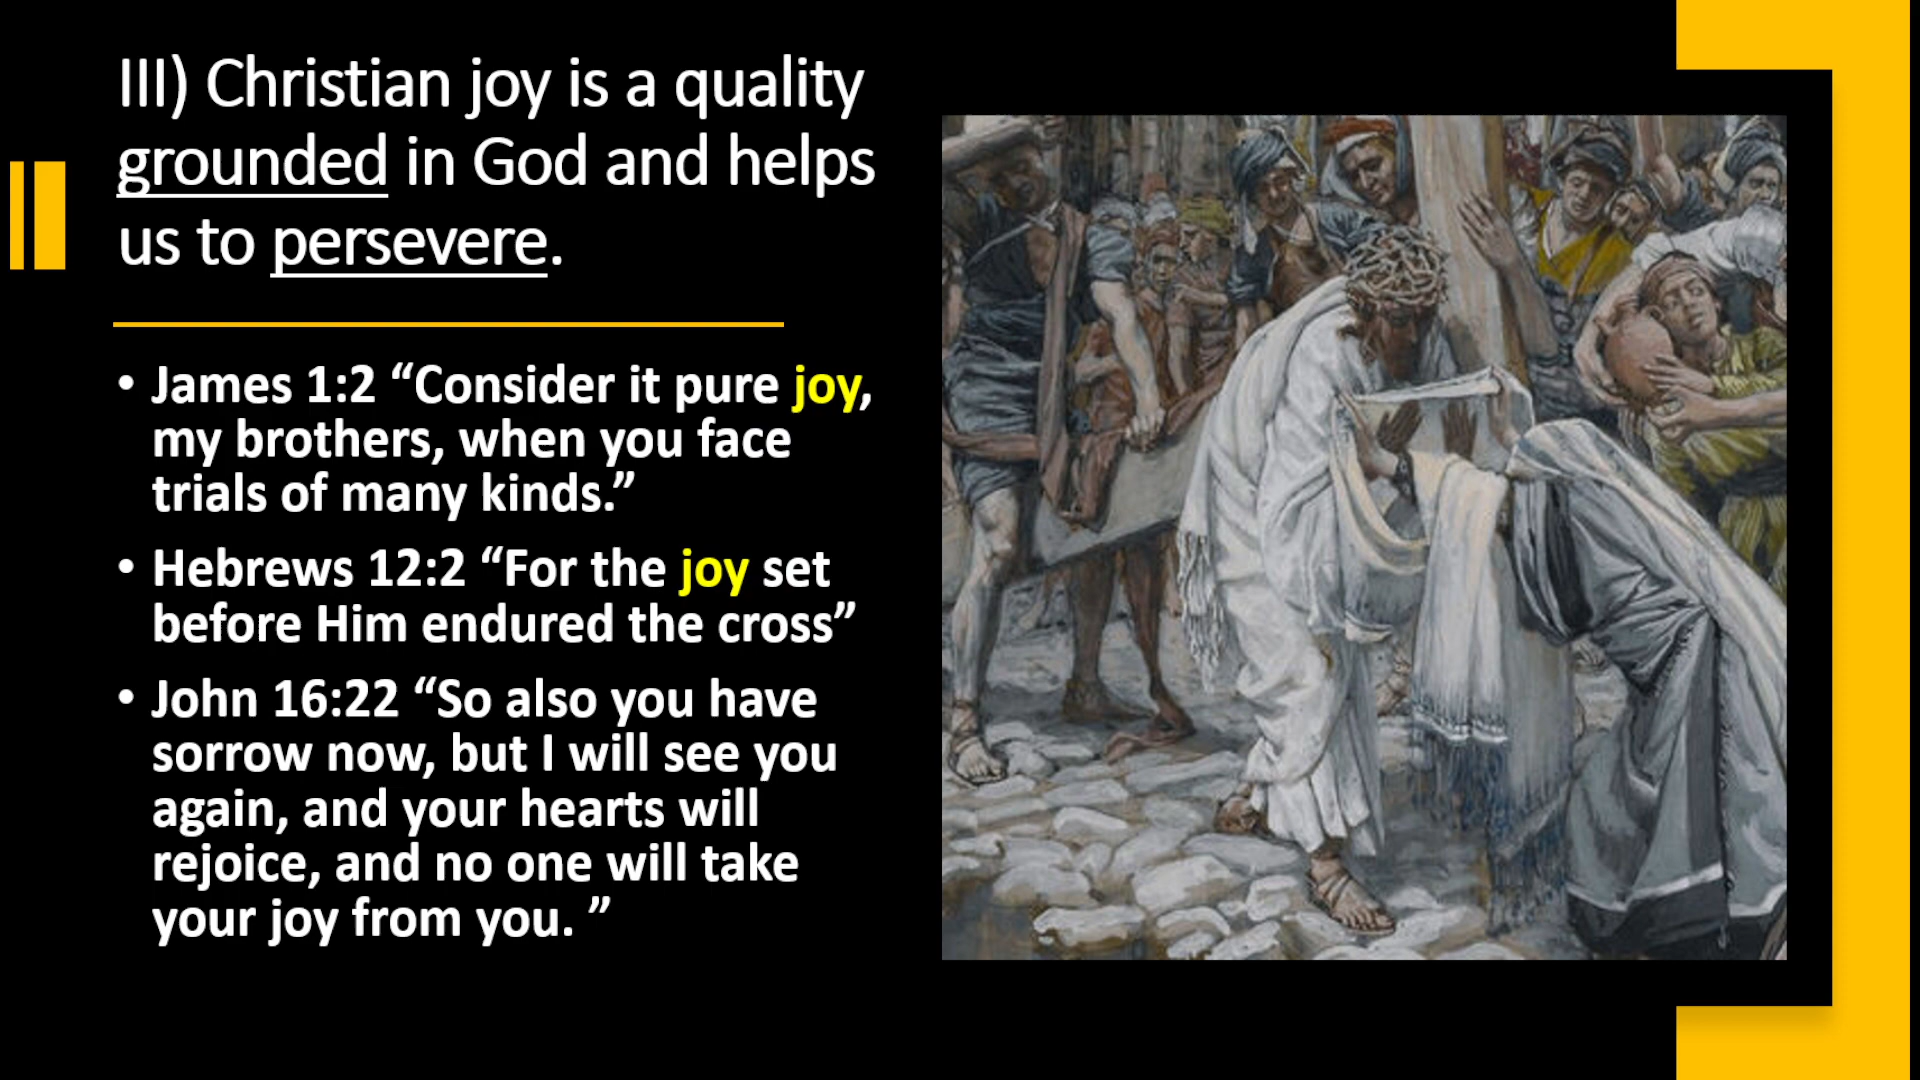 III) Christian joy is a quality
grounded in God and helps
us to persevere.
• James 1:2 “Consider it pure joy,
my brothers, when you face
trials of many kinds.”
• Hebrews 12:2 “For the joy set
before Him endured the cross”
• John 16:22 “So also you have
sorrow now, but I will see you
again, and your hearts will
rejoice, and no one will take
your joy from you. ”